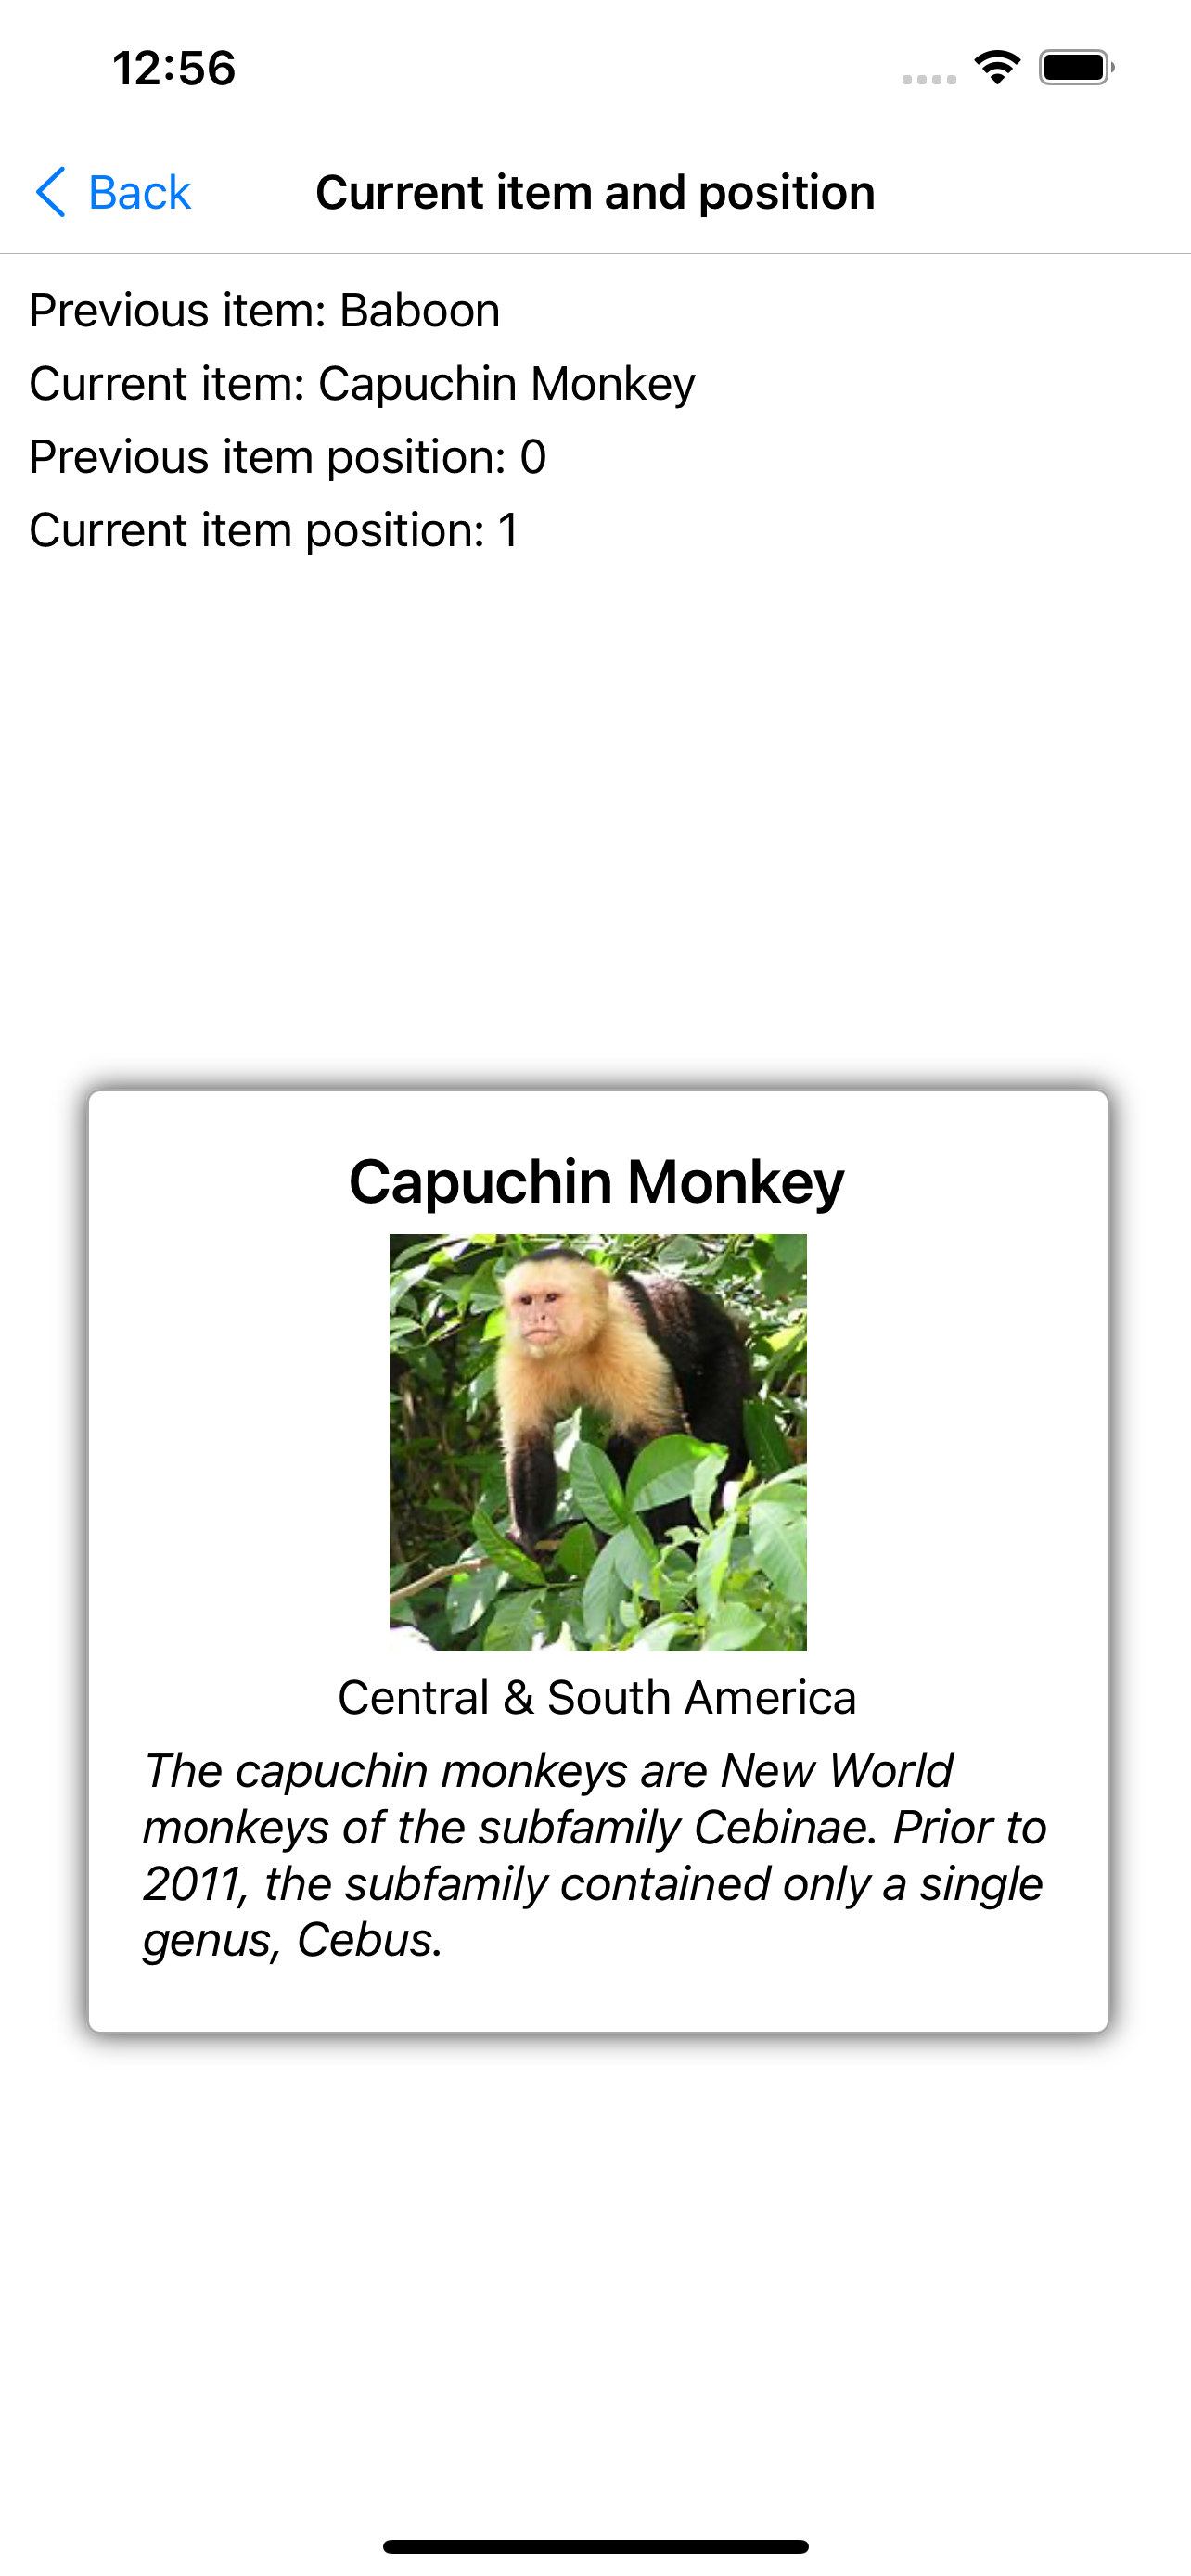 12:56
Back
Current item and position
Previous item: Baboon
Current item: Capuchin Monkey
Previous item position: 0
Current item position: 1
Capuchin Monkey
Central & South America
The capuchin monkeys are New World
monkeys of the subfamily Cebinae. Prior to
2011, the subfamily contained only a single
genus, Cebus.